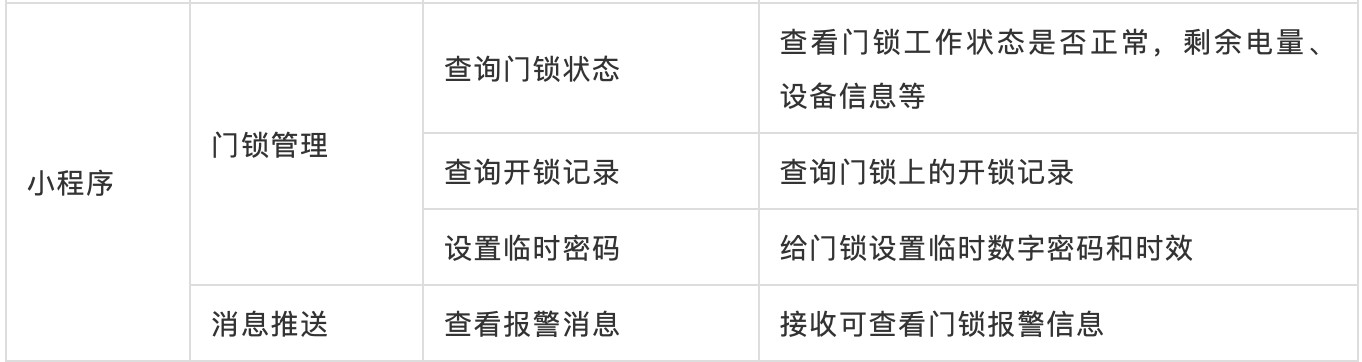 小程序
门锁管理
查询门锁状态
查看门锁工作状态是否正常，剩余电量、
设备信息等
查询开锁记录
查询门锁上的开锁记录
设置临时密码
给门锁设置临时数字密码和时效
消息推送
查看报警消息
接收可查看门锁报警信息